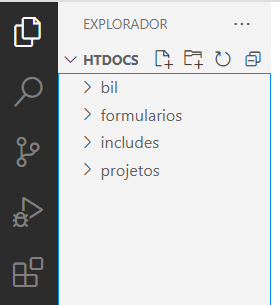 EXPLORADOR
HTDOCS
bil
formularios
includes
projetos